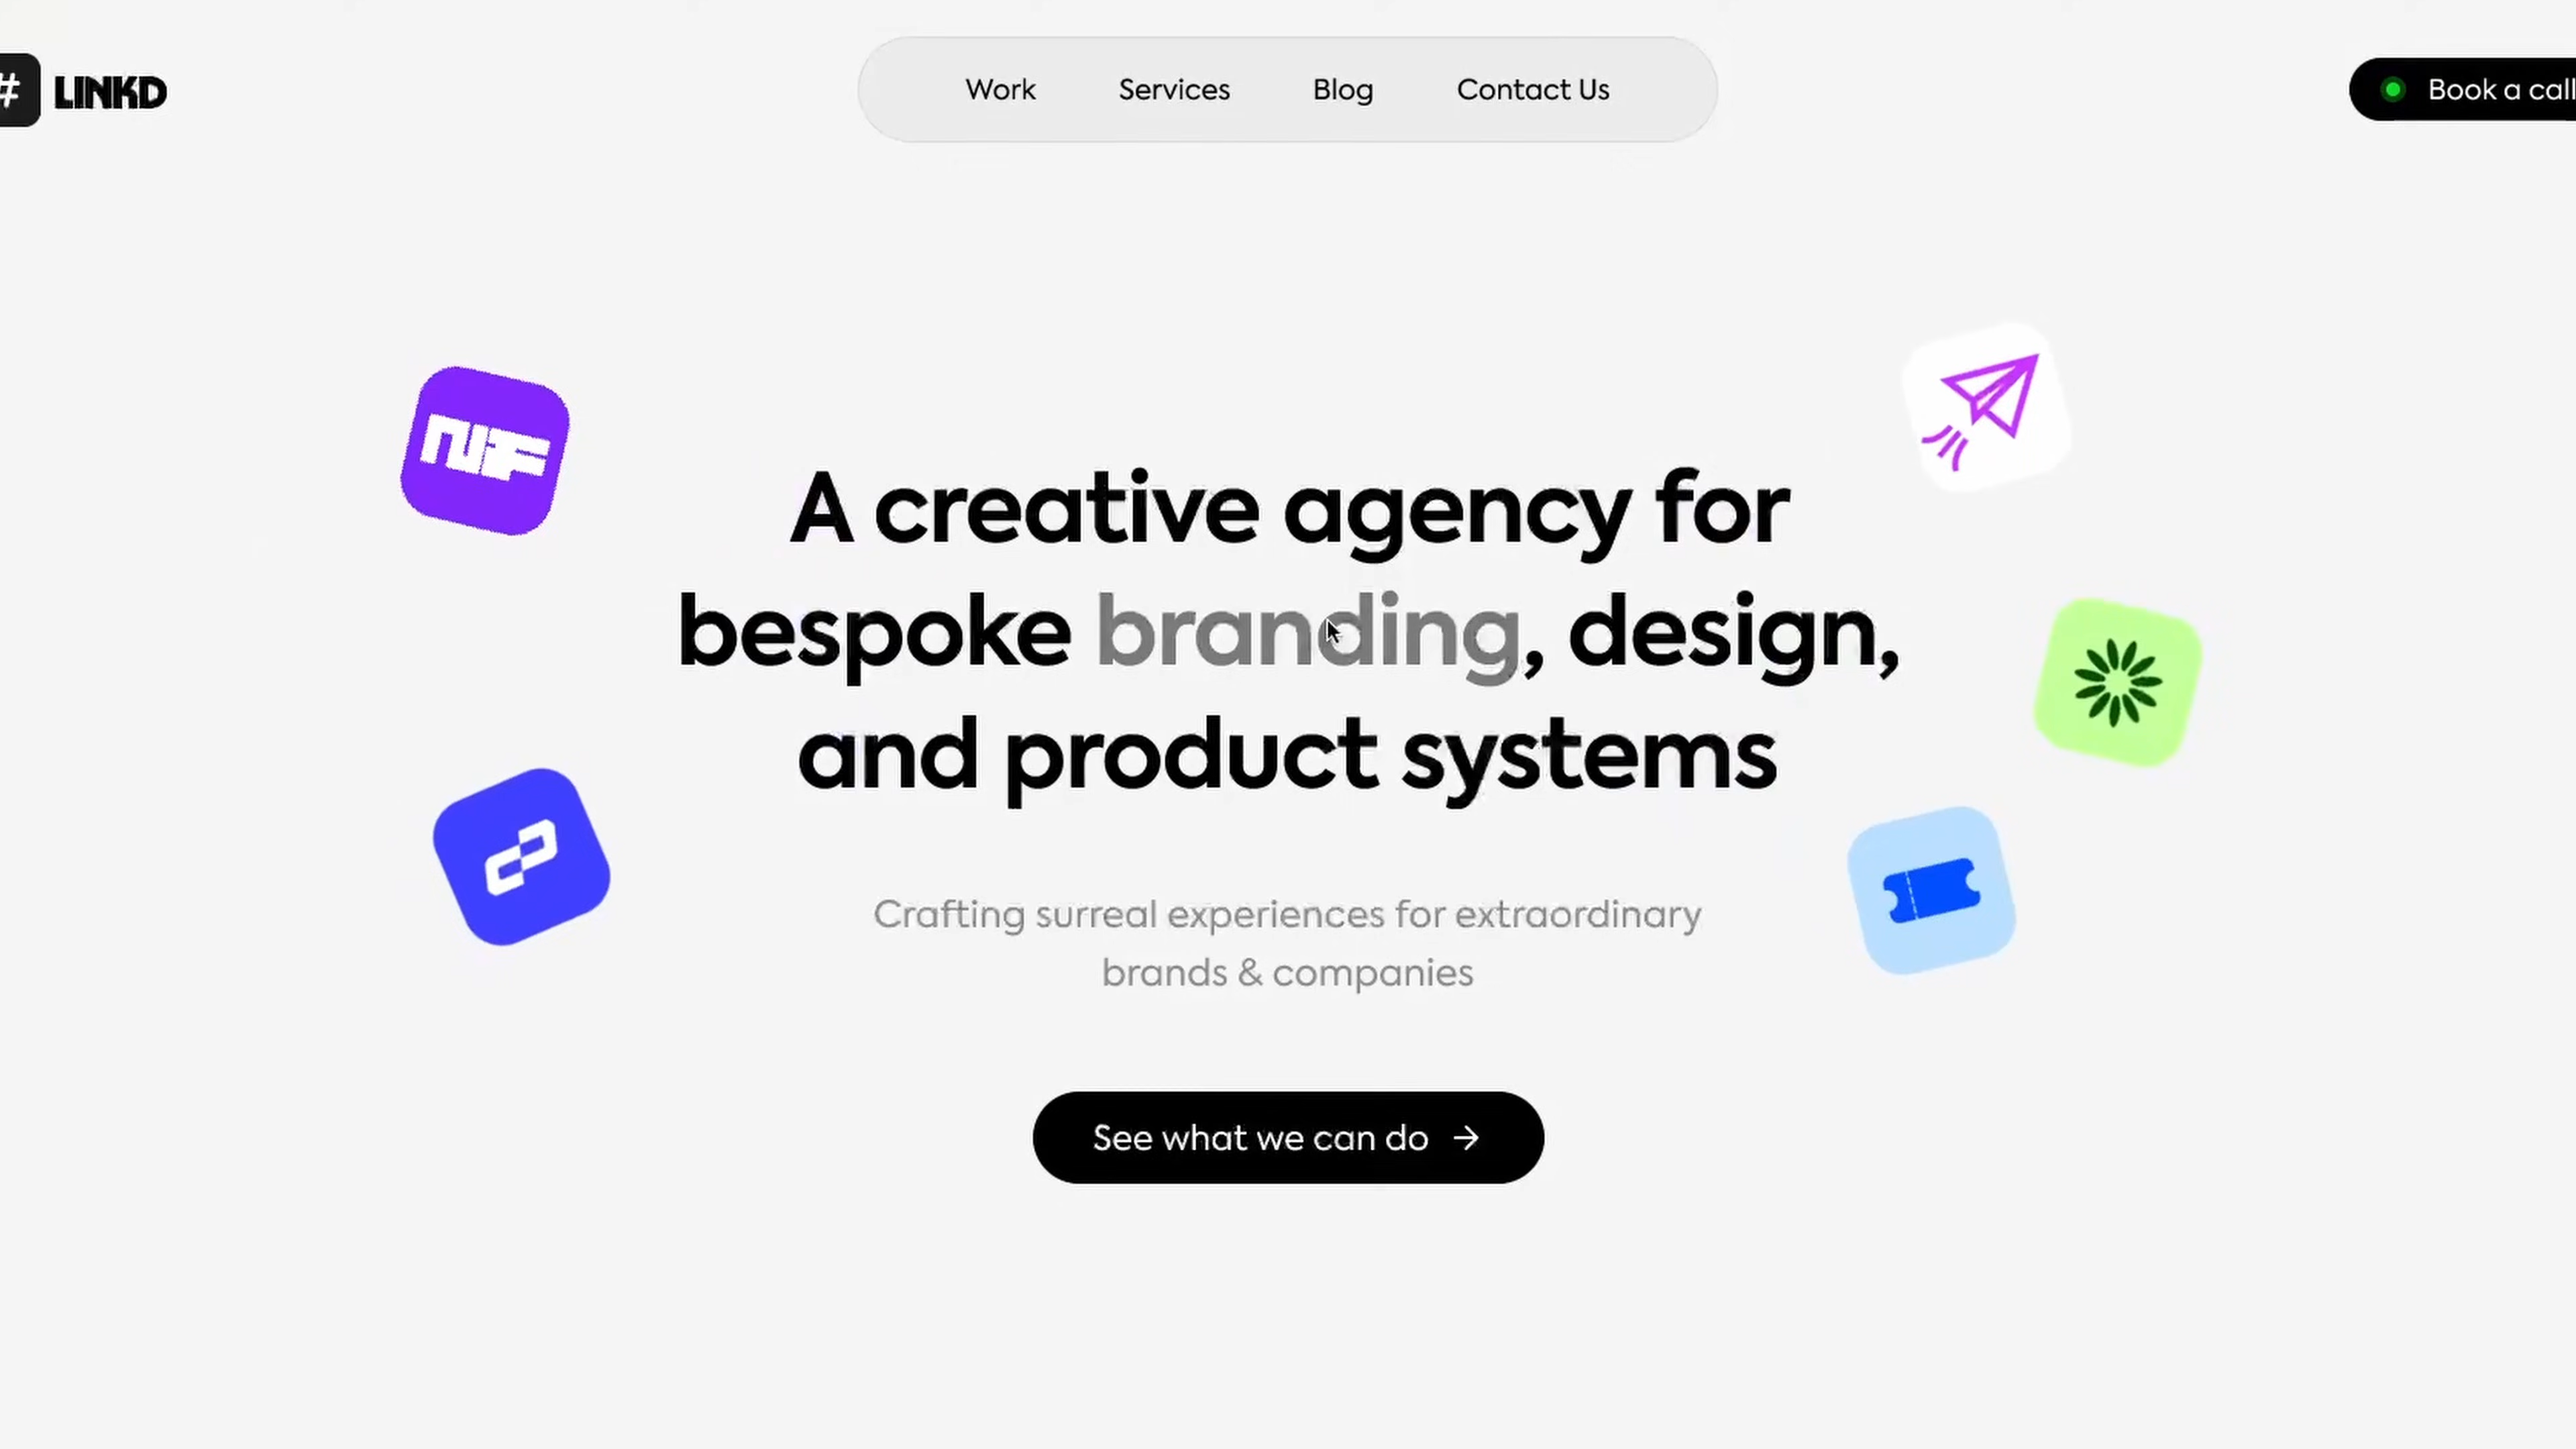 # LINKD
Work
Services
Blog
Contact Us
Book a call
A creative agency for
bespoke branding, design,
and product systems
Crafting surreal experiences for extraordinary
brands & companies
See what we can do →